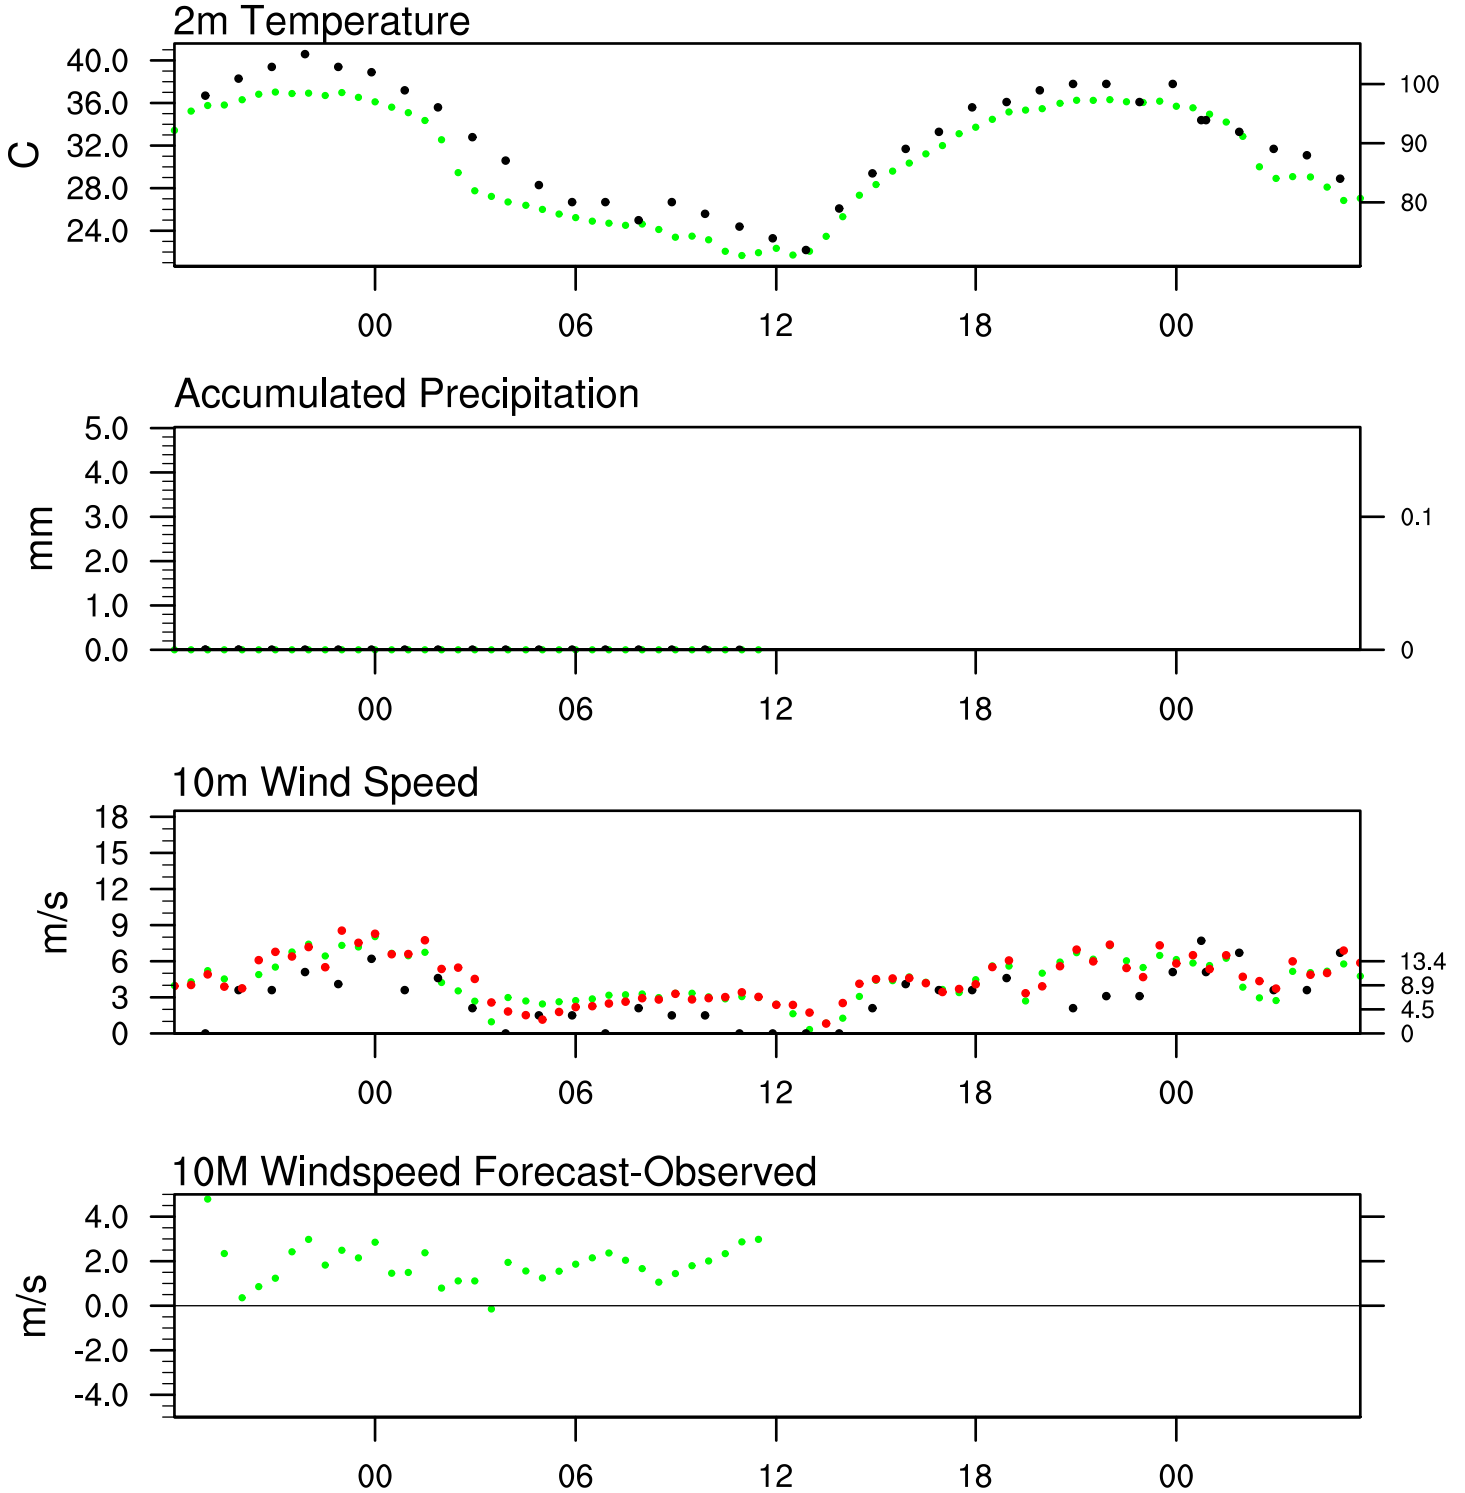 2m Temperature
40.0
36.0
32.0
28.0
24.0
C
100
90
80
00 06 12 18 00
Accumulated Precipitation
5.0
4.0
3.0
2.0
1.0
0.0
mm
0.1
0
00 06 12 18 00
10m Wind Speed
18
15
12
9
6
3
0
m/s
13.4
8.9
4.5
0
00 06 12 18 00
10M Windspeed Forecast-Observed
4.0
2.0
0.0
-2.0
-4.0
m/s
00 06 12 18 00